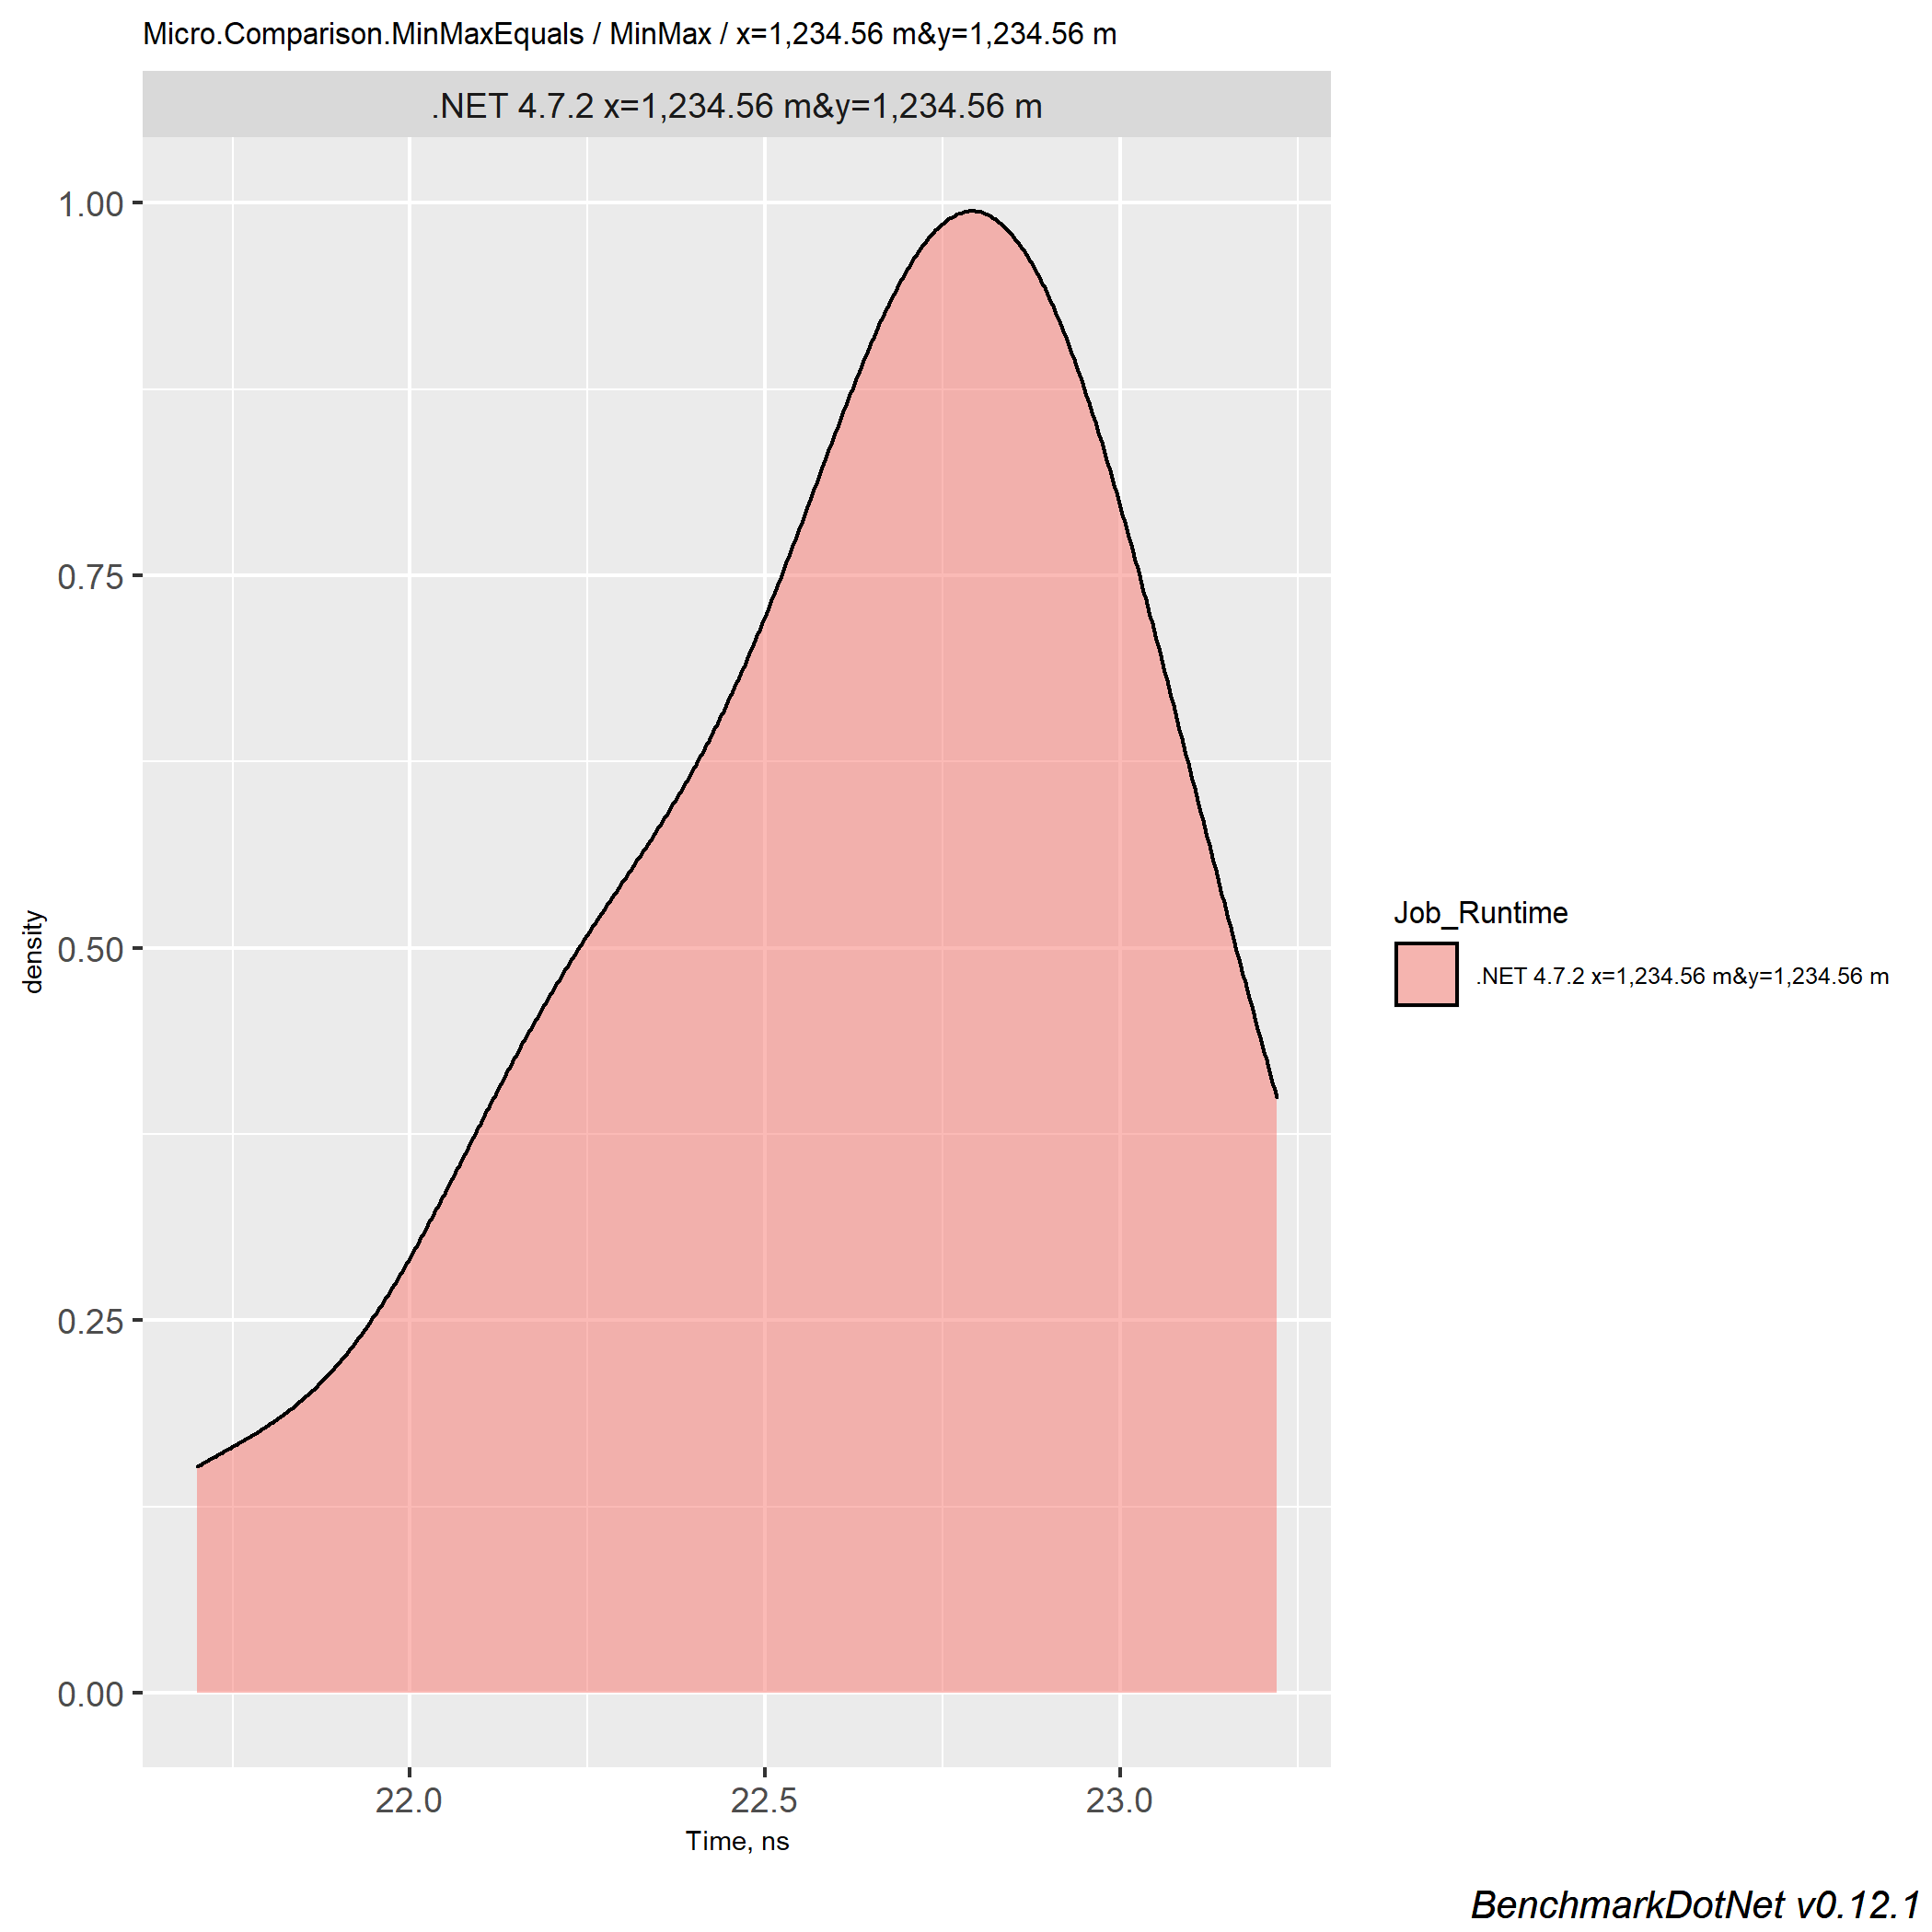 Micro.Comparison.MinMaxEquals / MinMax / x=1,234.56 m&y=1,234.56 m
.NET 4.7.2 x=1,234.56 m&y=1,234.56 m
1.00
0.75
0.50
0.25
0.00
density
22.0 22.5 23.0
Time, ns
Job_Runtime
.NET 4.7.2 x=1,234.56 m&y=1,234.56 m
BenchmarkDotNet v0.12.1